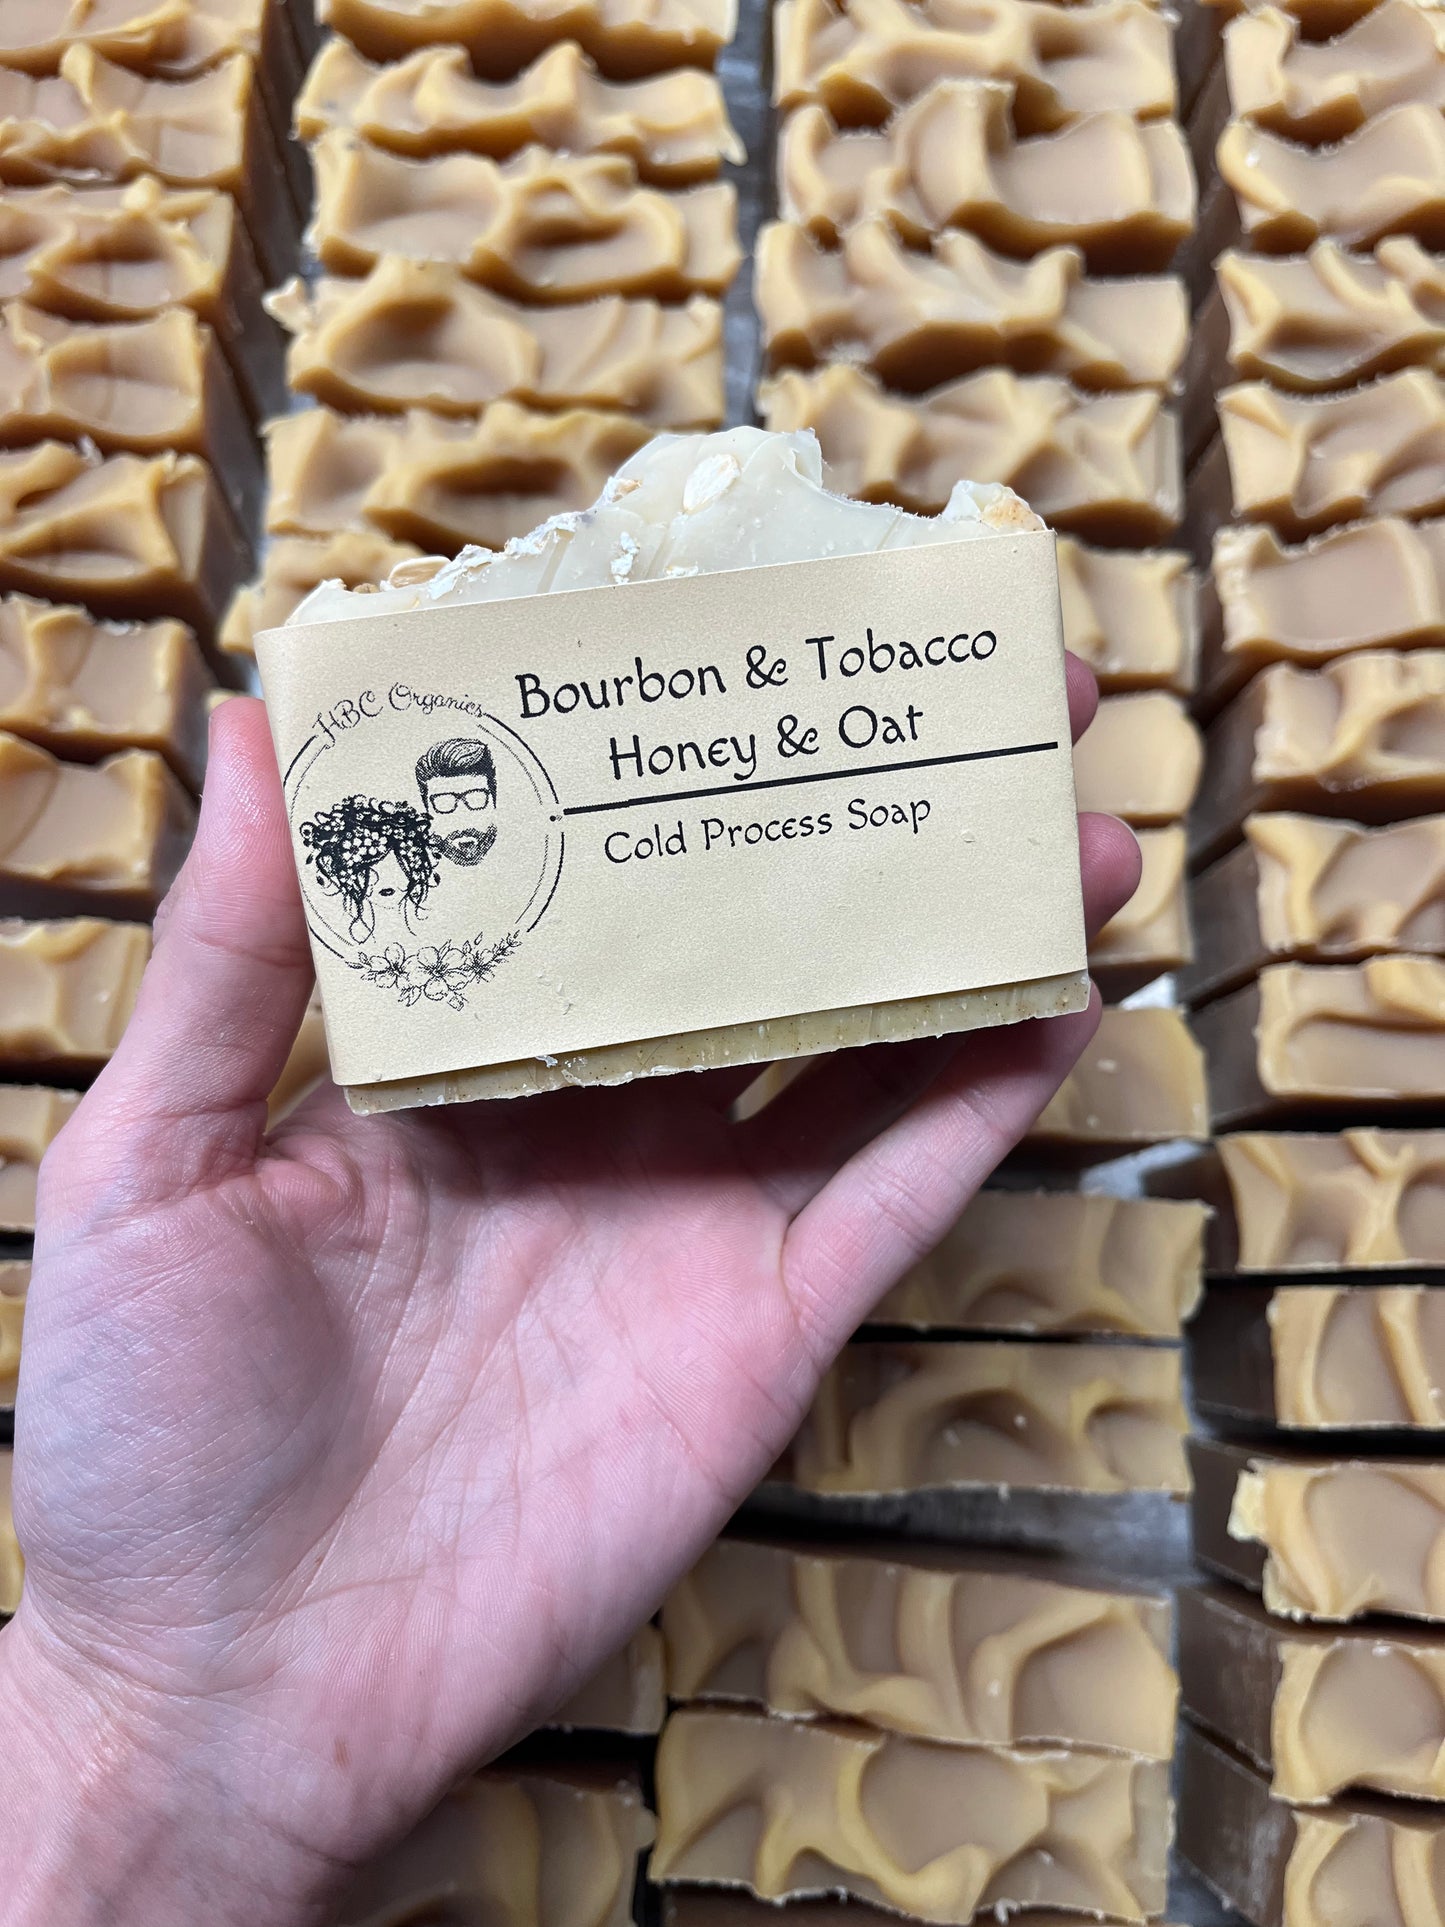 HBC Organics
Bourbon & Tobacco
Honey & Oat
Cold Process Soap